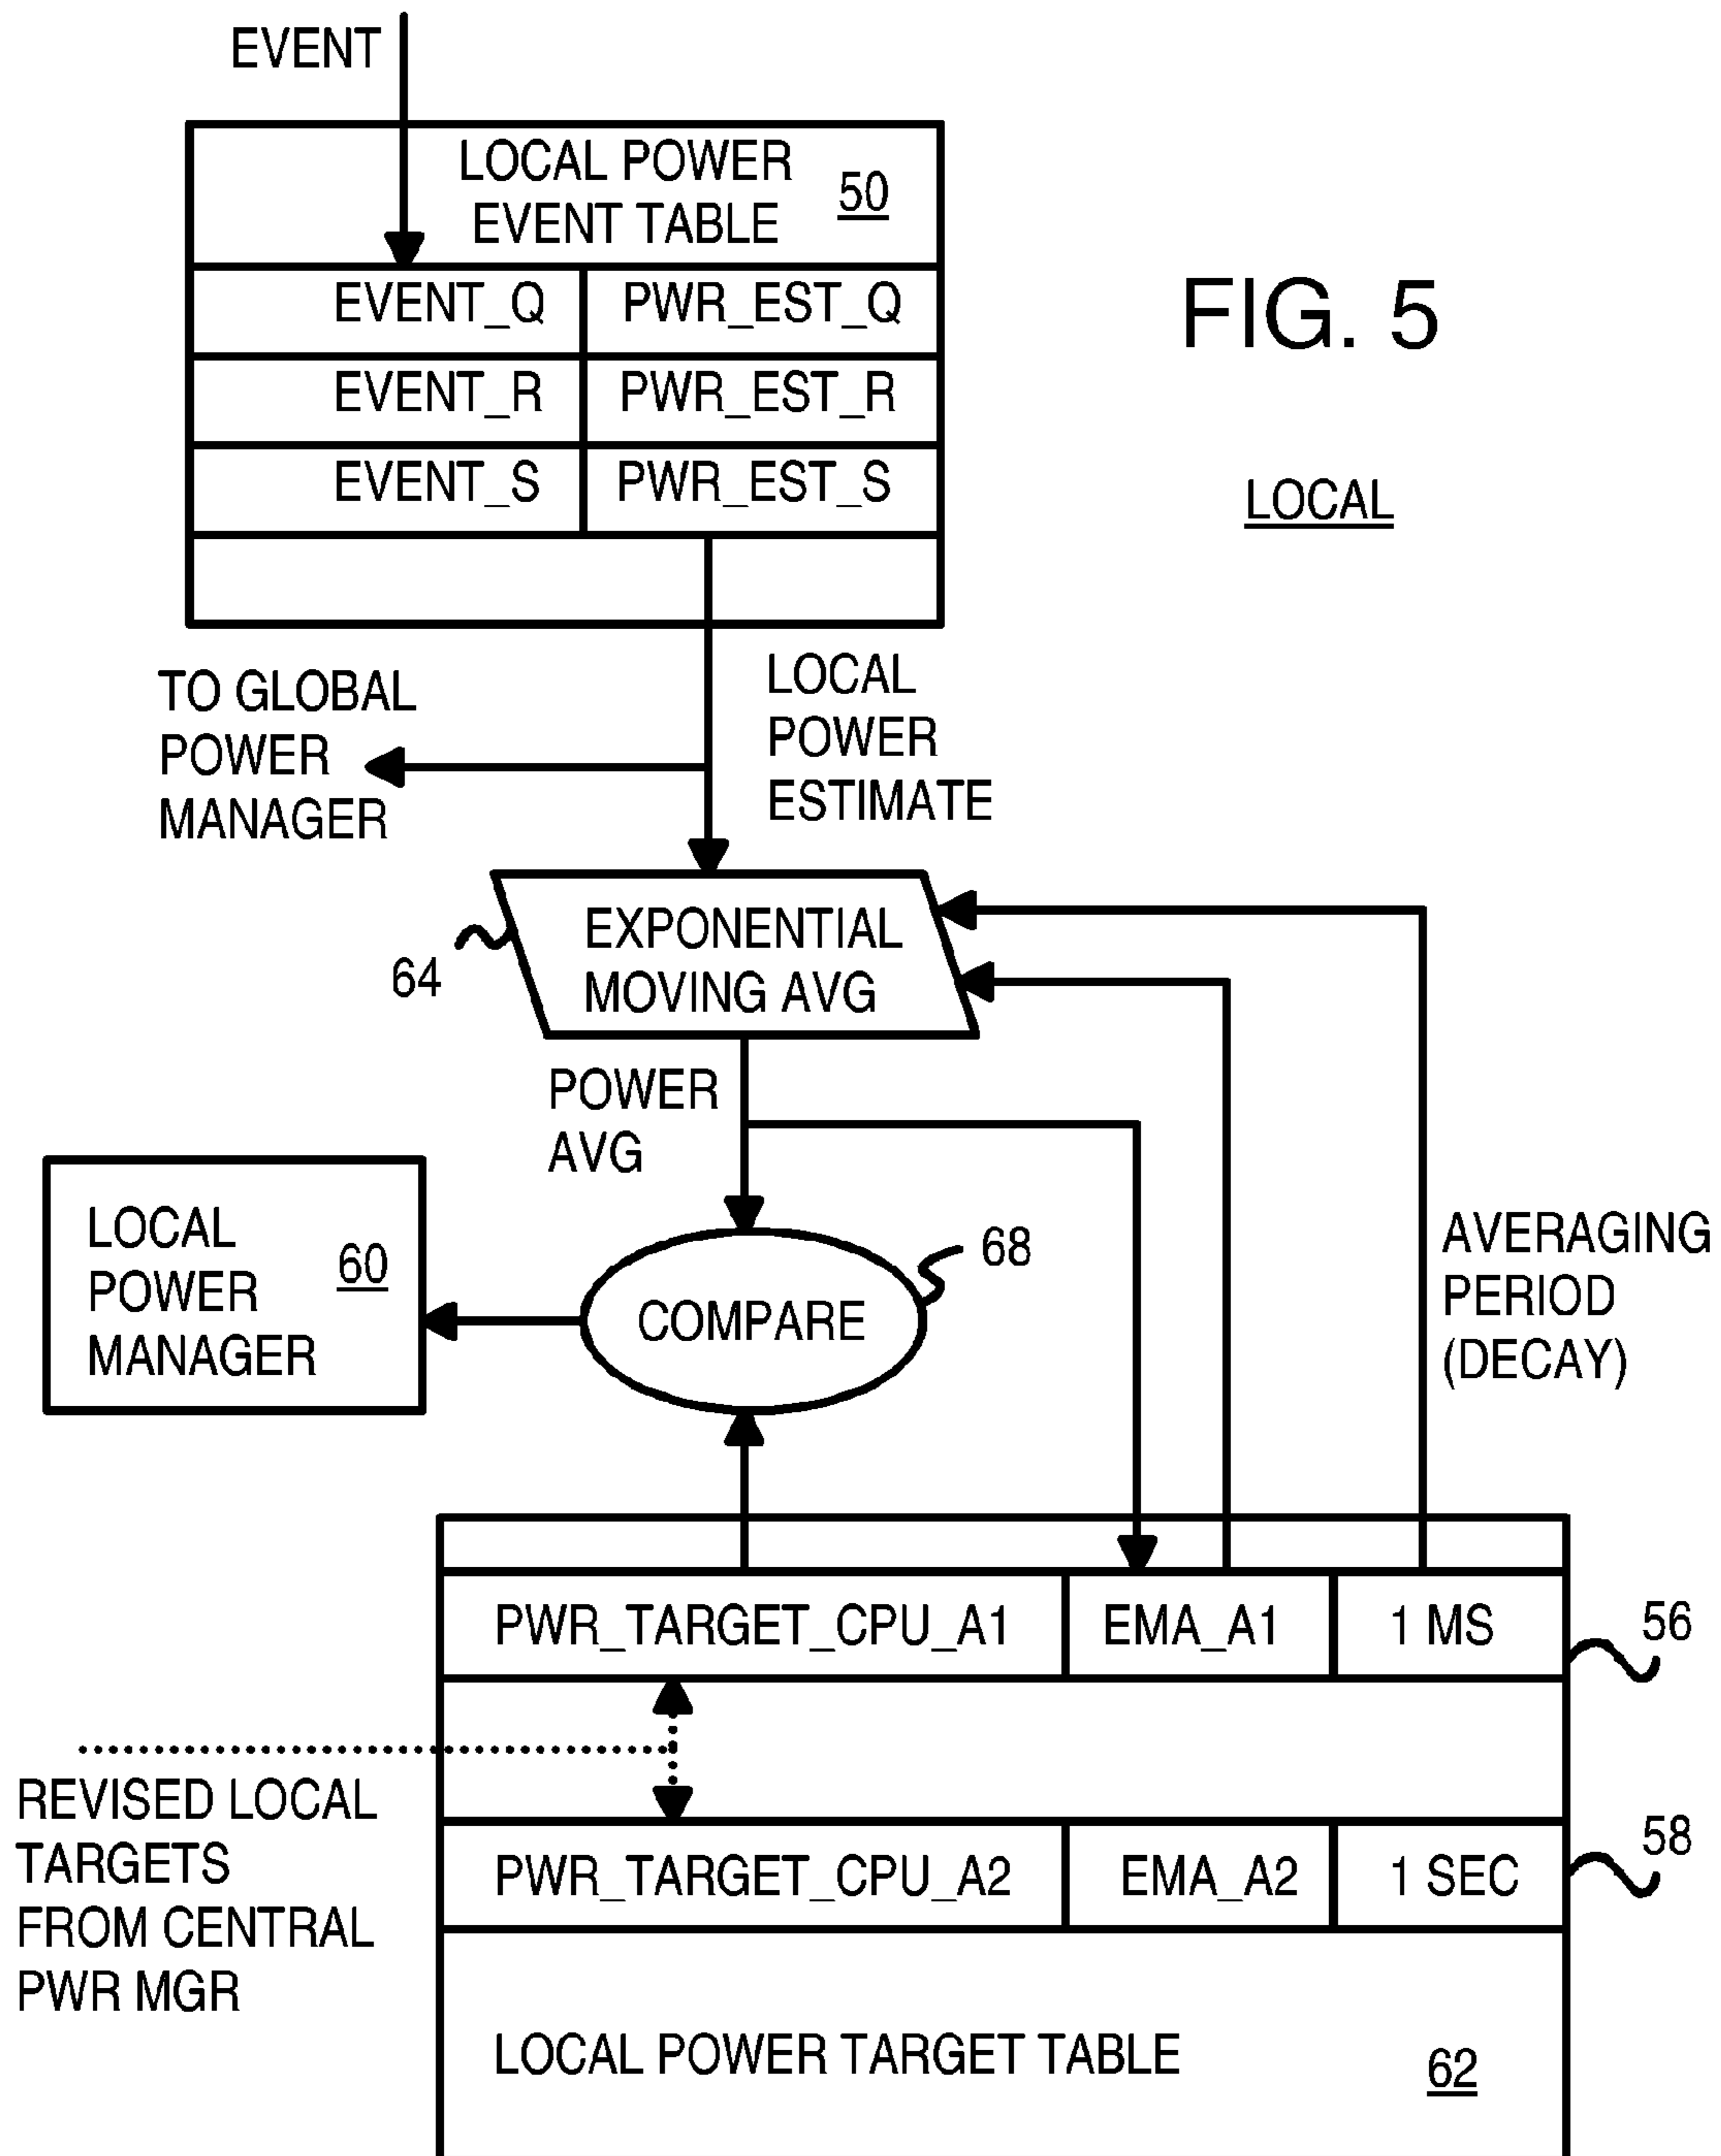 EVENT
LOCAL POWER
EVENT TABLE
50
EVENT_Q PWR_EST_Q
EVENT_R PWR_EST_R
EVENT_S PWR_EST_S
FIG. 5
LOCAL
TO GLOBAL
POWER
MANAGER
LOCAL
POWER
ESTIMATE
EXPONENTIAL
MOVING AVG
64
POWER
AVG
LOCAL
POWER
MANAGER
60
COMPARE
68
AVERAGING
PERIOD
(DECAY)
PWR_TARGET_CPU_A1 EMA_A1 1 MS
56
REVISED LOCAL
TARGETS
FROM CENTRAL
PWR MGR
PWR_TARGET_CPU_A2 EMA_A2 1 SEC
58
LOCAL POWER TARGET TABLE
62